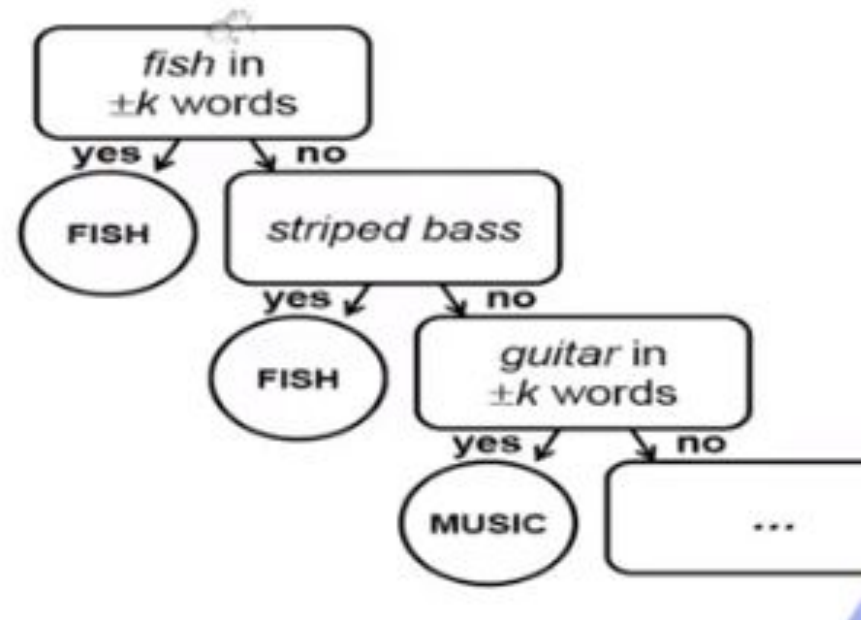 fish in
±k words
yes
no
FISH
striped bass
yes
no
FISH
guitar in
±k words
yes
no
MUSIC
...